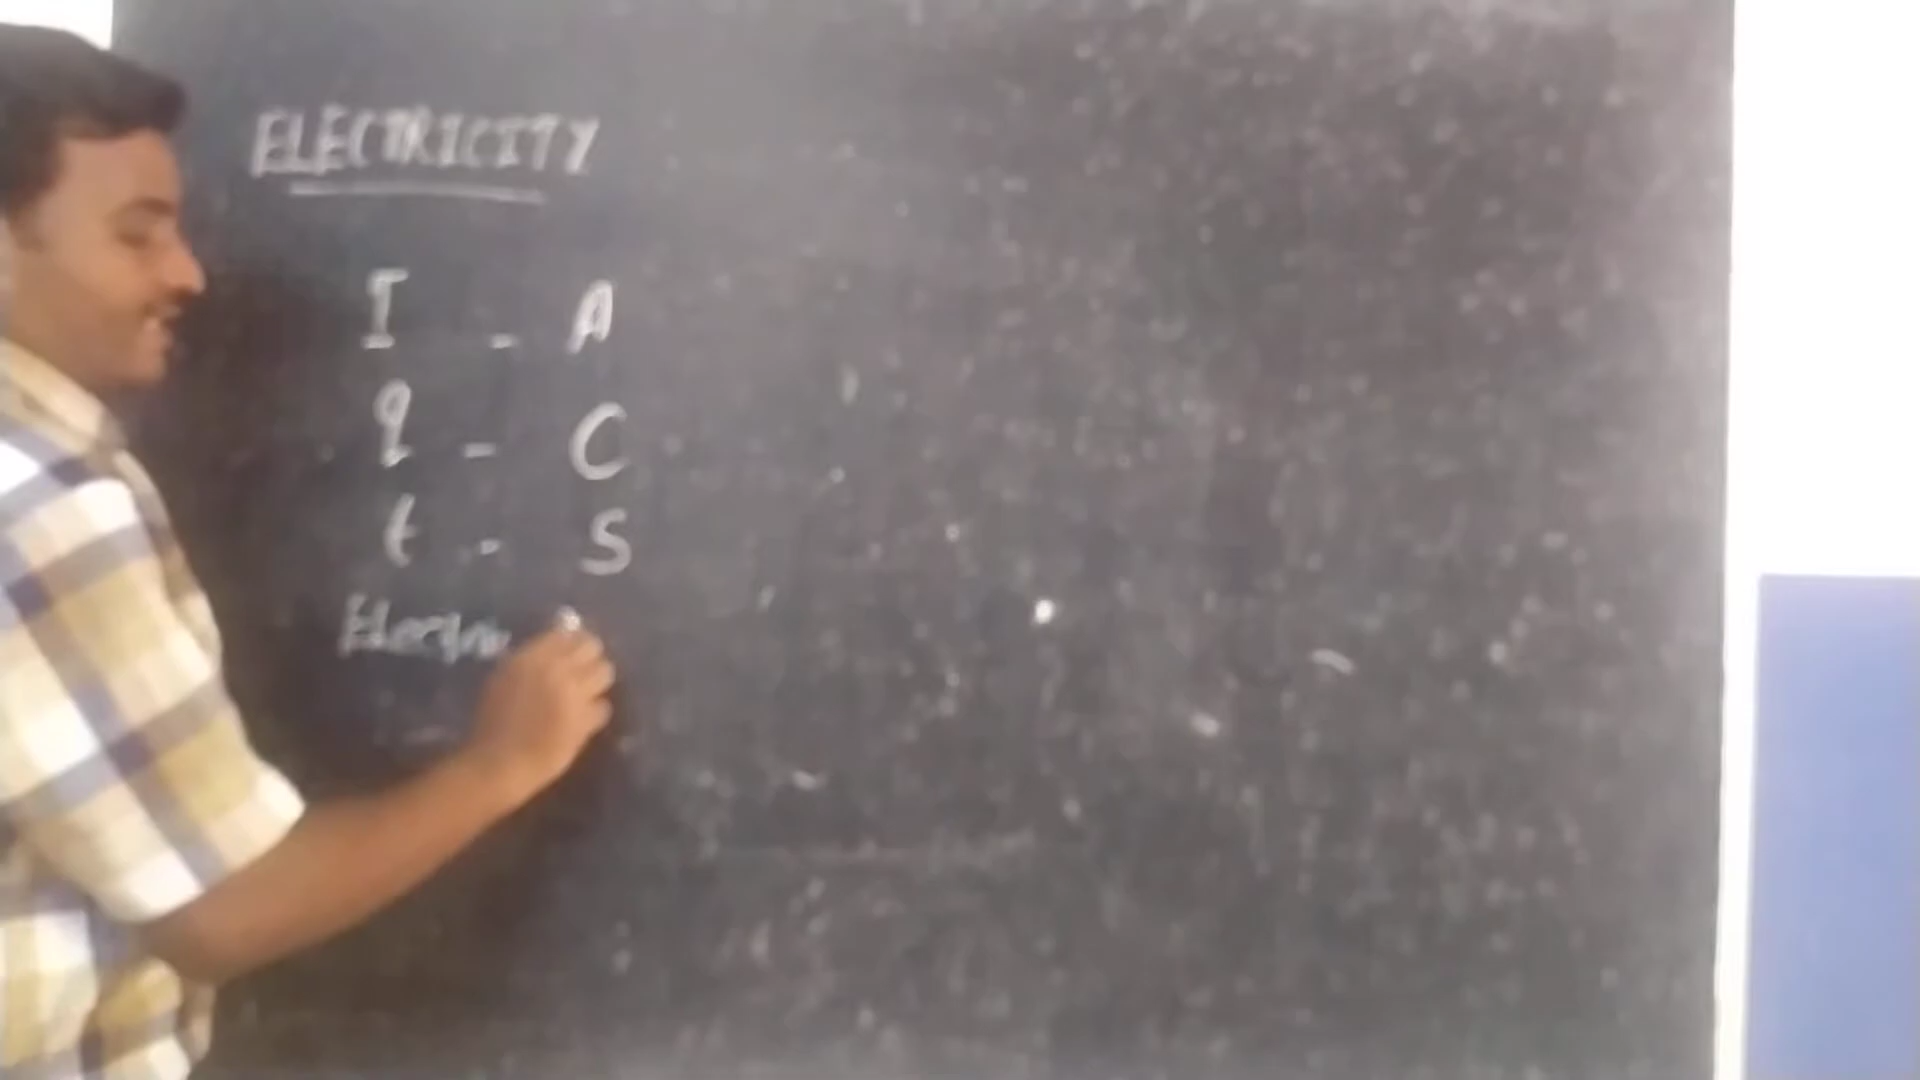 ELECTRICITY
I - A
q - C
t - S